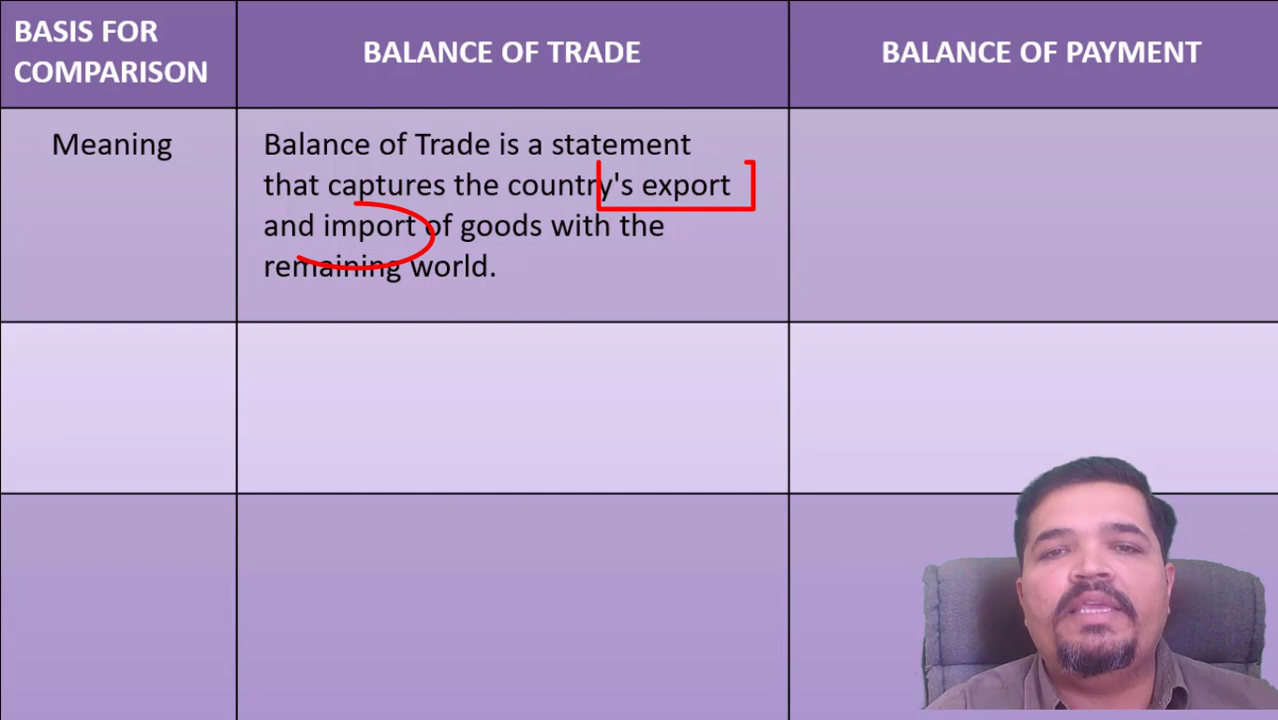 BASIS FOR
COMPARISON
BALANCE OF TRADE
BALANCE OF PAYMENT
Meaning
Balance of Trade is a statement
that captures the country's export
and import of goods with the
remaining world.